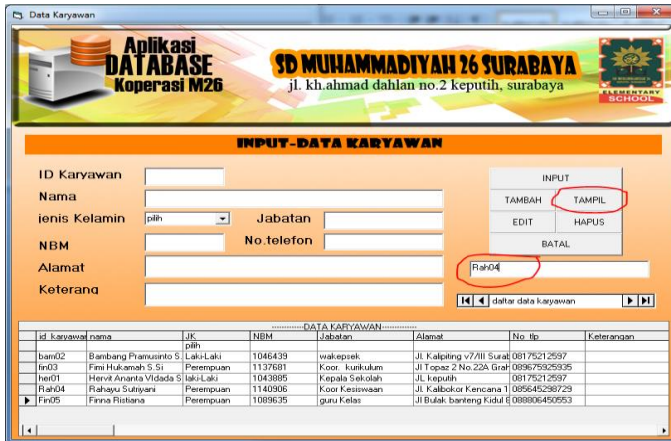 Data Karyawan
Aplikasi
DATABASE
Koperasi M26
SD MUHAMMADIYAH 26 SURABAYA
jl. kh.ahmad dahlan no.2 keputih, surabaya
ELEMENTARY
SCHOOL
INPUT-DATA KARYAWAN
ID Karyawan
Nama
jenis Kelamin pilih Jabatan
NBM No.telefon
Alamat
Keterang
INPUT
TAMBAH TAMPIL
EDIT HAPUS
BATAL
Rah04
daftar data karyawan
-------------DATA KARYAWAN-------------
id_karyawan nama JK NBM Jabatan Alamat No_tlp Keterangan
pilih
bam02 Bambang Pramusinto S. Laki-Laki 1046439 wakepsek Jl. Kalipiting v7/III Surab 08175212597
fin03 Fimi Hukamah S.Si Perempuan 1137681 Koor. kurikulum Jl Topaz 2 No.22A Grah 089675925935
her01 Hervit Ananta VIdada S laki-Laki 1043885 Kepala Sekolah JL keputih 08175212597
Rah04 Rahayu Sutriyani Perempuan 1140906 Koor Kesiswaan Jl. Kalibokor Kencana 1 085645298729
Fin05 Finna Ristiana Perempuan 1089635 guru Kelas Jl Bulak banteng Kidul 088806450553